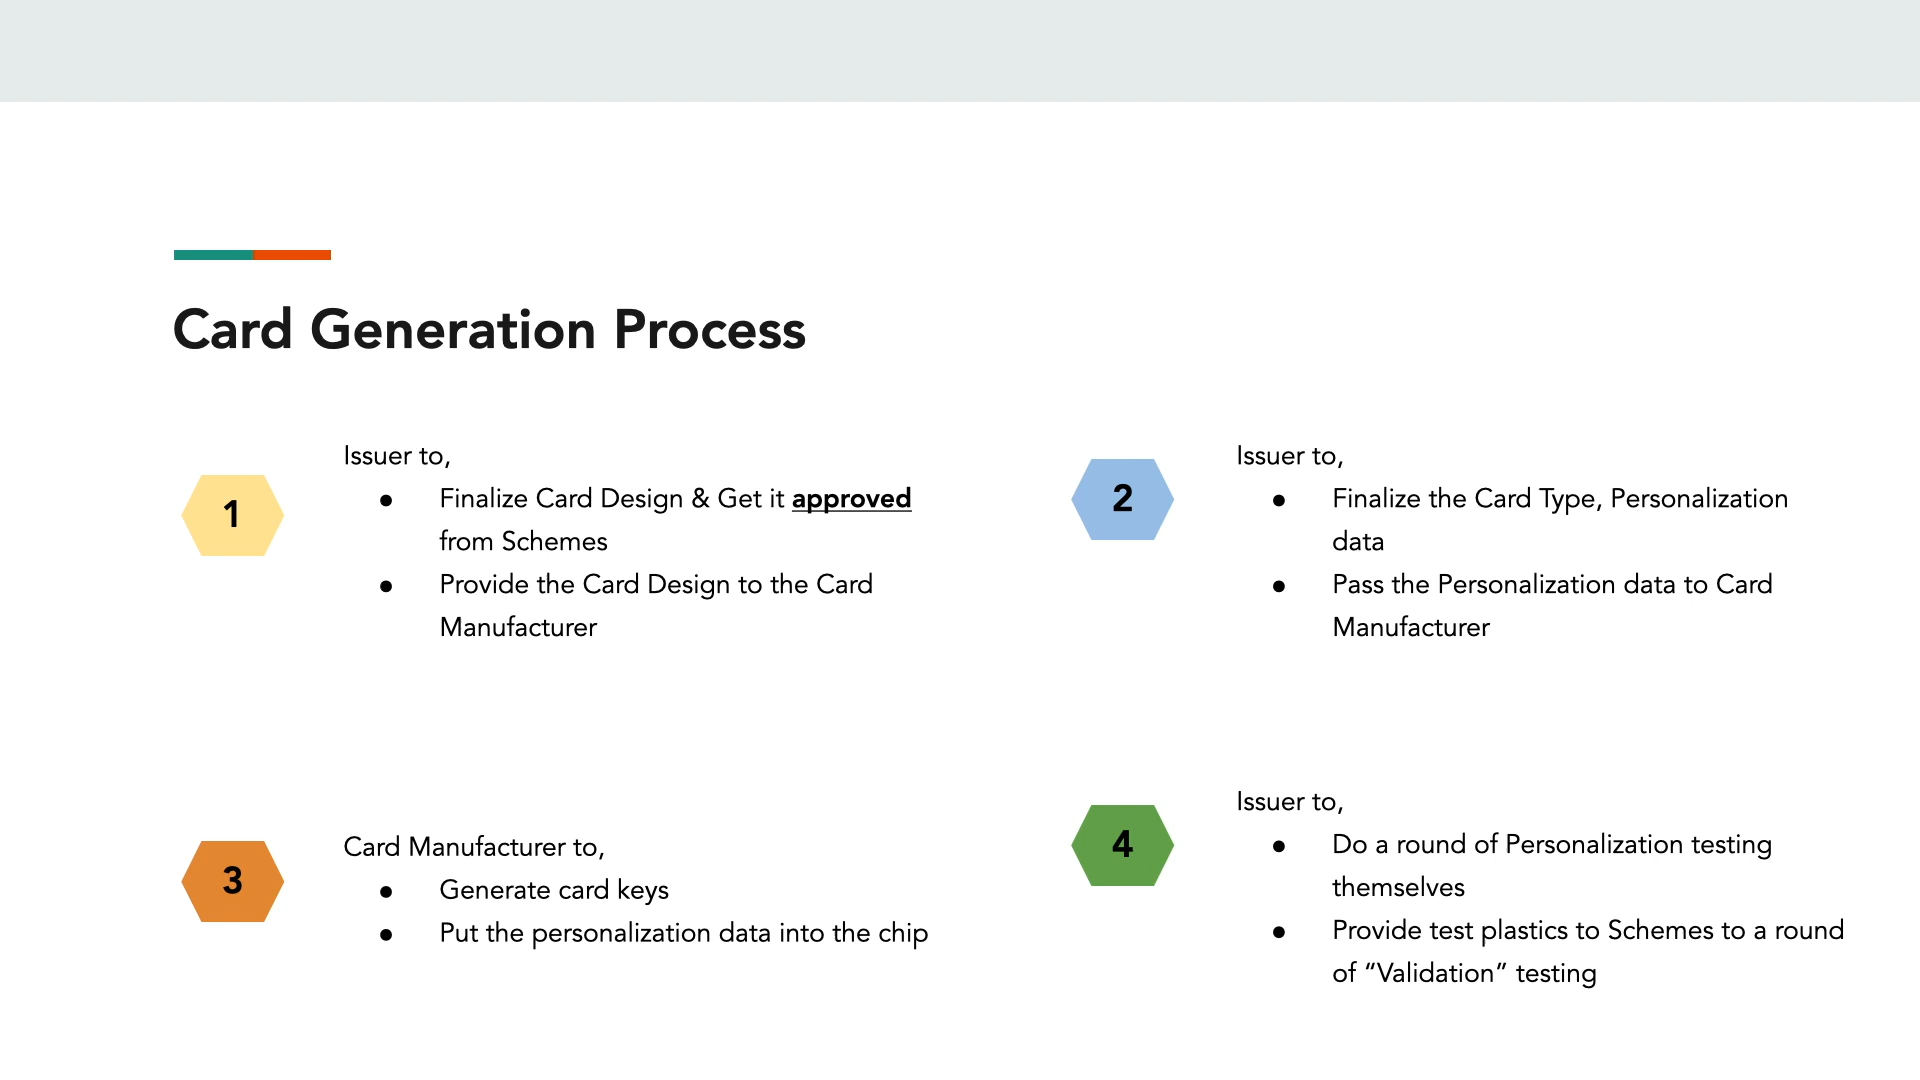 Card Generation Process
1
Issuer to,
● Finalize Card Design & Get it approved
from Schemes
● Provide the Card Design to the Card
Manufacturer
2
Issuer to,
● Finalize the Card Type, Personalization
data
● Pass the Personalization data to Card
Manufacturer
3
Card Manufacturer to,
● Generate card keys
● Put the personalization data into the chip
4
Issuer to,
● Do a round of Personalization testing
themselves
● Provide test plastics to Schemes to a round
of “Validation” testing